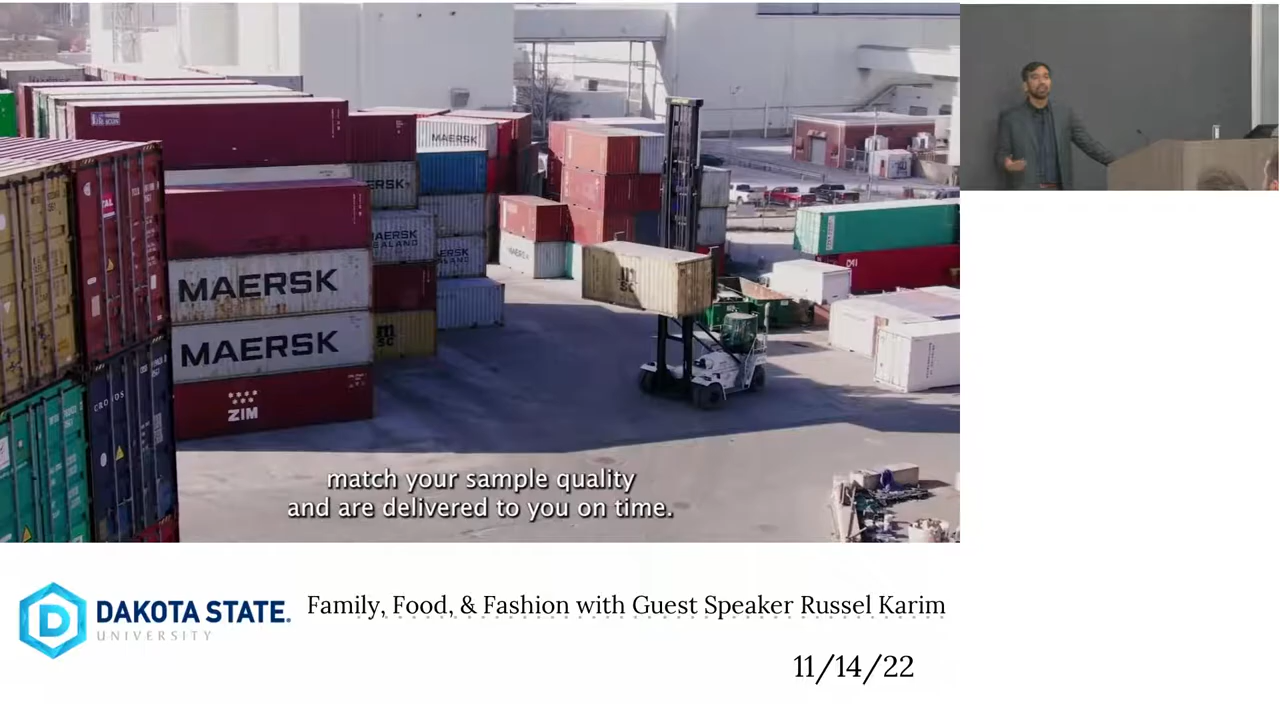 MAERSK
MAERSK
MAERSK
ZIM
match your sample quality
and are delivered to you on time.
DAKOTA STATE.
UNIVERSITY
Family, Food, & Fashion with Guest Speaker Russel Karim
11/14/22